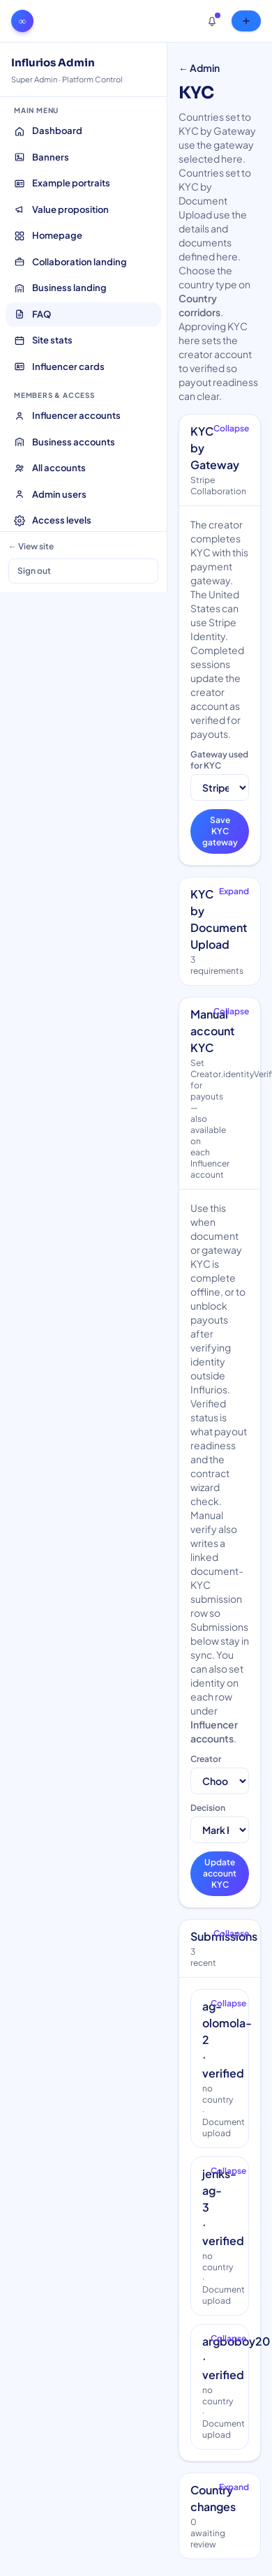 ∞
+
Influrios Admin
Super Admin · Platform Control
MAIN MENU
Dashboard
Banners
Example portraits
Value proposition
Homepage
Collaboration landing
Business landing
FAQ
Site stats
Influencer cards
MEMBERS & ACCESS
Influencer accounts
Business accounts
All accounts
Admin users
Access levels
← View site
Sign out
← Admin
KYC
Countries set
to KYC by
Gateway use
the gateway
selected here.
Countries set to
KYC by
Document
Upload use the
details and
documents
defined here.
Choose the
country type on
Country
corridors.
Approving KYC
here sets the
creator account
to verified so
payout readiness
can clear.
KYC
by
Gateway
Collapse
Stripe
Collaboration
The creator
completes
KYC with this
payment
gateway.
The United
States can
use Stripe
Identity.
Completed
sessions
update the
creator
account as
verified for
payouts.
Gateway used
for KYC
Stripe
Save
KYC
gateway
KYC
by
Document
Upload
Expand
3
requirements
Manual
account
KYC
Collapse
Set
Creator.identityVerif
for
payouts
—
also
available
on
each
Influencer
account
Use this
when
document
or gateway
KYC is
complete
offline, or to
unblock
payouts
after
verifying
identity
outside
Influrios.
Verified
status is
what payout
readiness
and the
contract
wizard
check.
Manual
verify also
writes a
linked
document-
KYC
submission
row so
Submissions
below stay in
sync. You
can also set
identity on
each row
under
Influencer
accounts.
Creator
Choo
Decision
Mark
Update
account
KYC
Submissions
Collapse
3
recent
ag-
olomola-
2
·
verified
Collapse
no
country
·
Document
upload
jenks-
ag-
3
·
verified
Collapse
no
country
·
Document
upload
argboboy20
·
verified
Collapse
no
country
·
Document
upload
Country
changes
Expand
0
awaiting
review